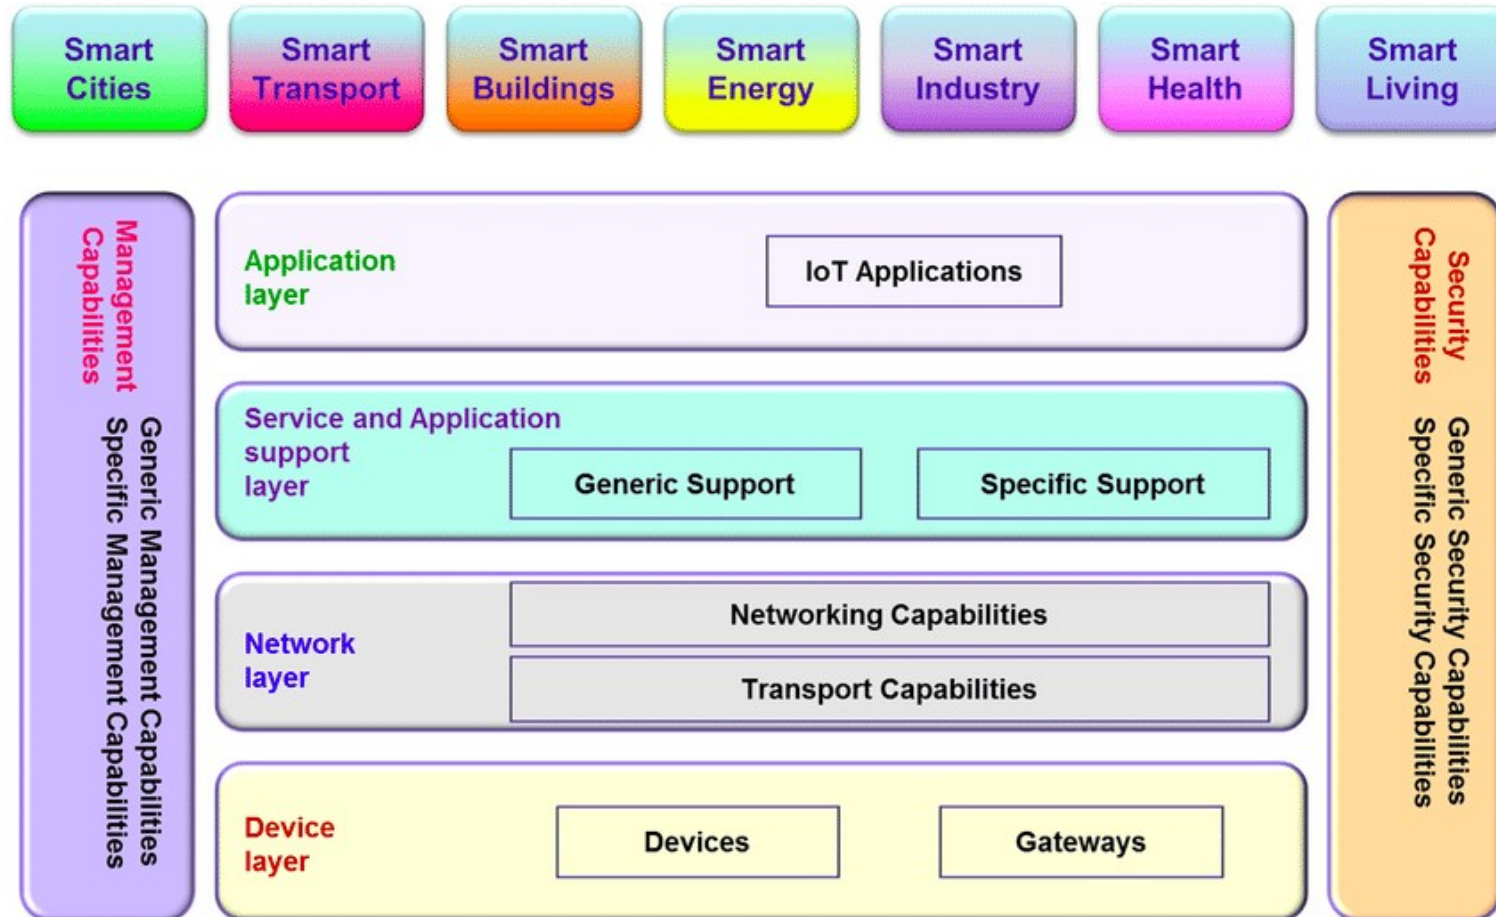 Smart
Cities
Smart
Transport
Smart
Buildings
Smart
Energy
Smart
Industry
Smart
Health
Smart
Living
Management
Capabilities
Generic Management Capabilities
Specific Management Capabilities
Application
layer
IoT Applications
Service and Application
support
layer
Generic Support
Specific Support
Network
layer
Networking Capabilities
Transport Capabilities
Device
layer
Devices
Gateways
Security
Capabilities
Generic Security Capabilities
Specific Security Capabilities